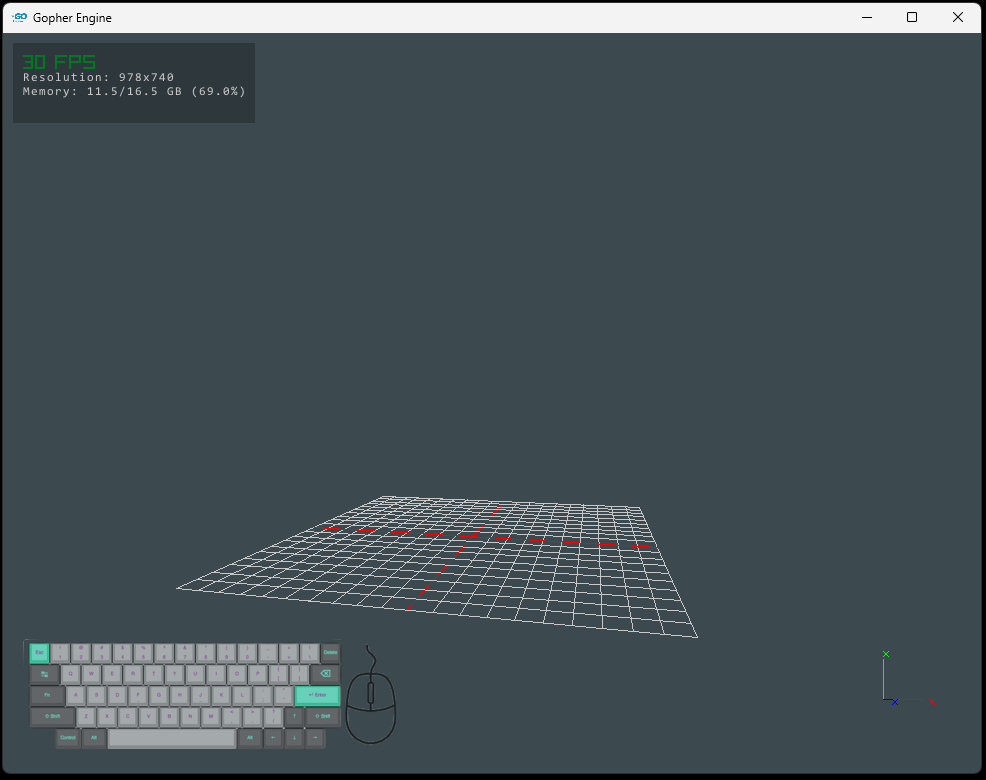 GO Gopher Engine
30 FPS
Resolution: 978x740
Memory: 11.5/16.5 GB (69.0%)
Esc Delete
Q W E R T Y U I O P
Fn A S D F G H J K L Enter
Shift Z X C V B N M Shift
Control Alt Alt